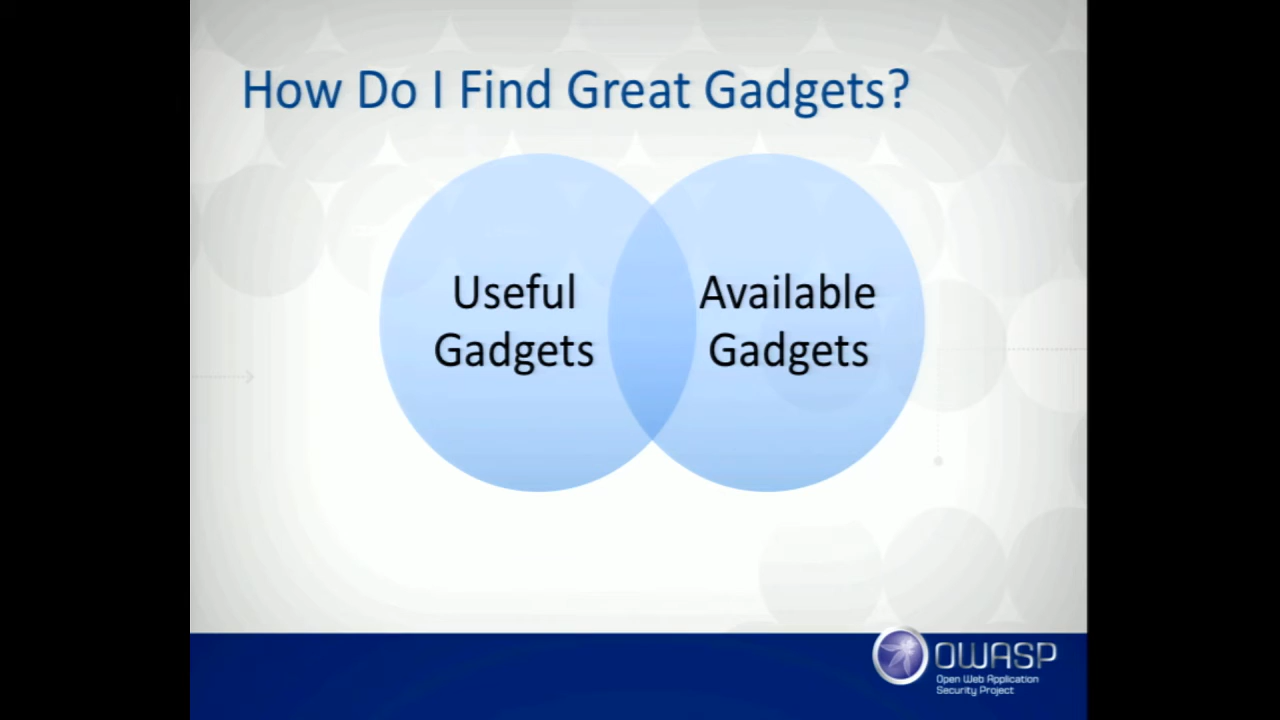 How Do I Find Great Gadgets?
Useful
Gadgets
Available
Gadgets
OWASP
Open Web Application
Security Project